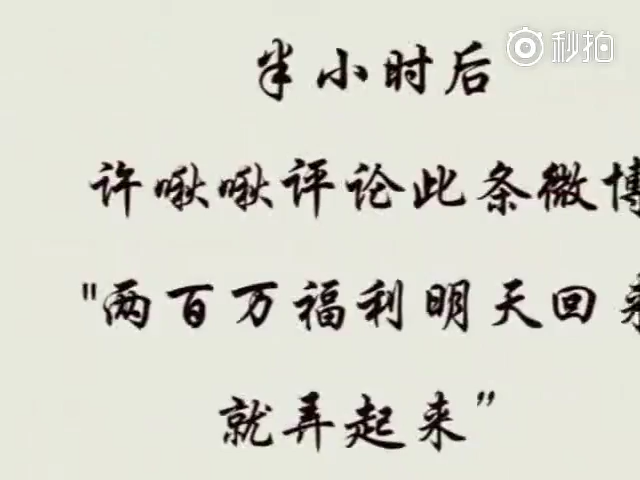 秒拍
半小时后
许啾啾评论此条微博
"两百万福利明天回来
就弄起来”